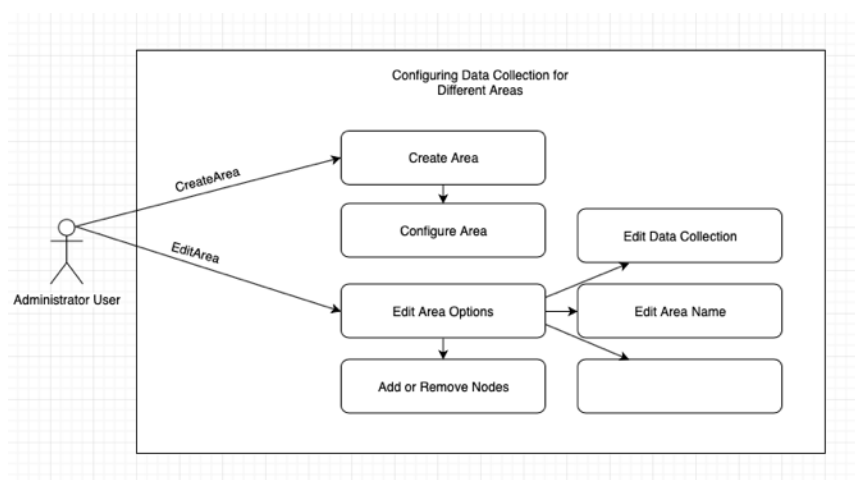 Configuring Data Collection for
Different Areas
Create Area
CreateArea
Configure Area
Edit Data Collection
EditArea
Administrator User
Edit Area Options
Edit Area Name
Add or Remove Nodes